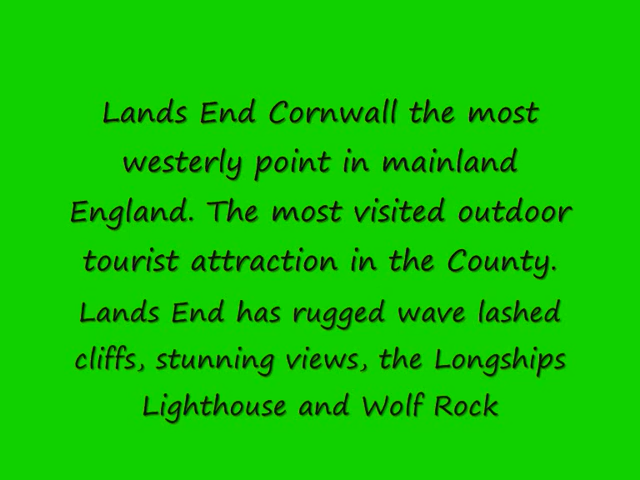 Lands End Cornwall the most
westerly point in mainland
England. The most visited outdoor
tourist attraction in the County.
Lands End has rugged wave lashed
cliffs, stunning views, the Longships
Lighthouse and Wolf Rock